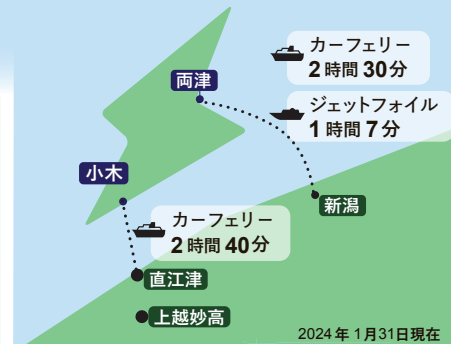 カーフェリー
2時間30分
両津
ジェットフォイル
1時間7分
小木
新潟
カーフェリー
2時間40分
直江津
上越妙高
2024年1月31日現在